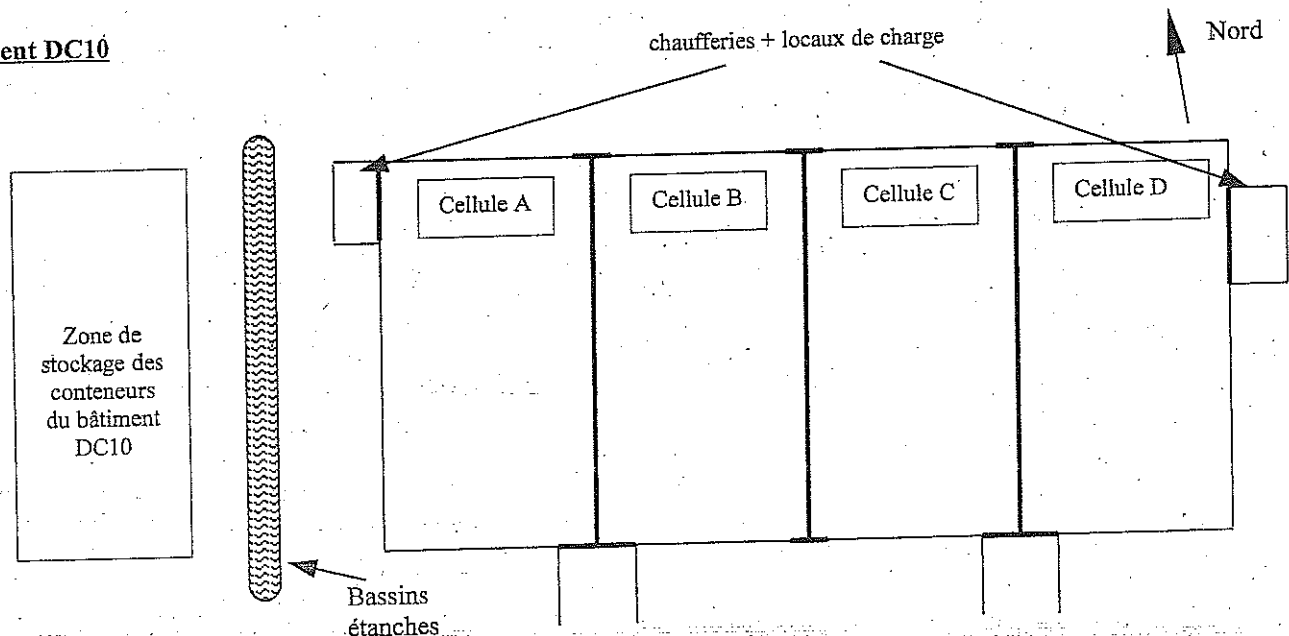 ent DC10
chaufferies + locaux de charge
Nord
Cellule A
Cellule B
Cellule C
Cellule D
Zone de
stockage des
conteneurs
du bâtiment
DC10
Bassins
étanches